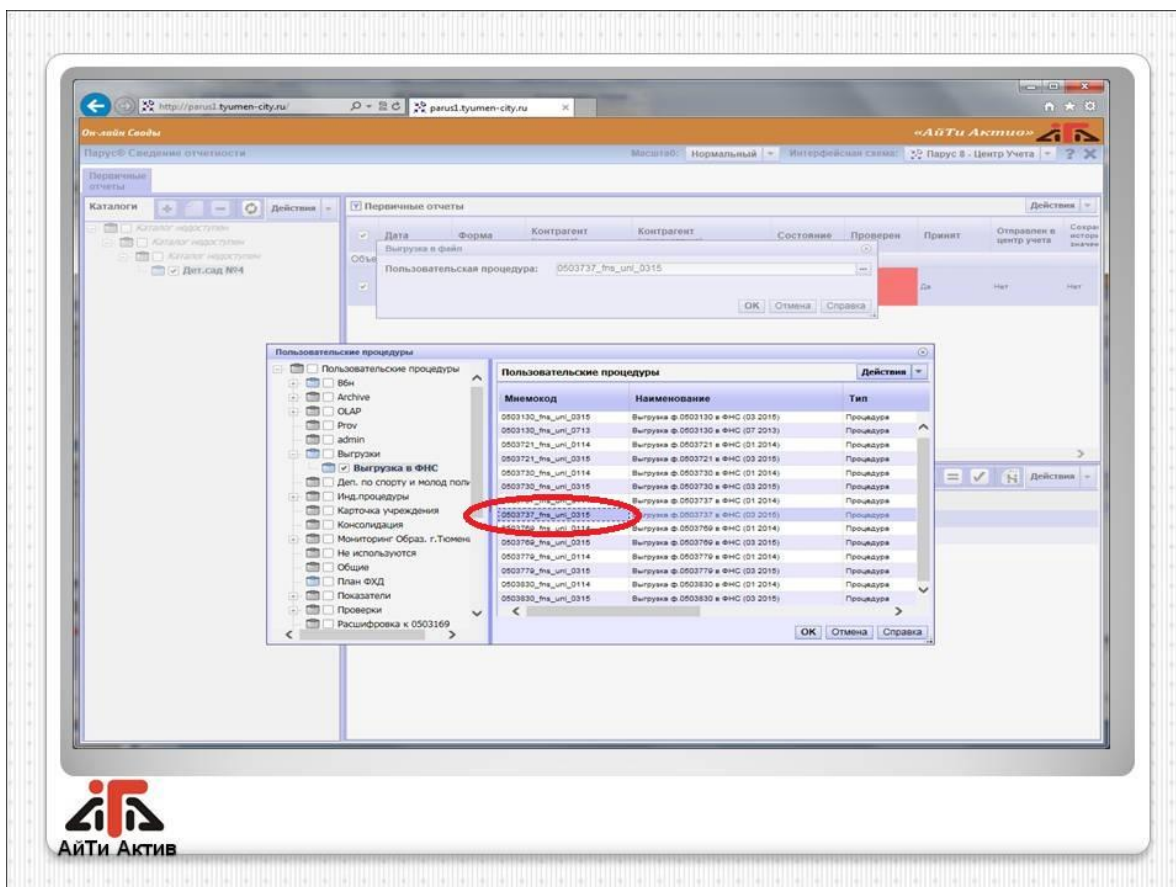 http://parus1.tyumen-city.ru/
parus1.tyumen-city.ru
Он-лайн Своды
«АйТи Актив»
Парус® Сведение отчетности
Масштаб: Нормальный
Интерфейсная схема: Парус 8 - Центр Учета
Первичные
отчеты
Каталоги
Действия
Каталог недоступен
Каталог недоступен
Каталог недоступен
Дет.сад №4
Первичные отчеты
Действия
Дата Форма Контрагент Контрагент Состояние Проверен Принят Отправлен в
центр учета
Да Нет Нет
Выгрузка в файл
Пользовательская процедура: 0503737_fns_uni_0315
OK Отмена Справка
Действия
Пользовательские процедуры
Пользовательские процедуры
Вбн
Archive
OLAP
Prov
admin
Выгрузки
Выгрузка в ФНС
Деп. по спорту и молод поли
Инд.процедуры
Карточка учреждения
Консолидация
Мониторинг Образ. г.Тюмень
Не используются
Общие
План ФХД
Показатели
Проверки
Расшифровка к 0503169
Пользовательские процедуры
Действия
Мнемокод Наименование Тип
0503130_fns_uni_0315 Выгрузка ф.0503130 в ФНС (03 2015) Процедура
0503130_fns_uni_0713 Выгрузка ф.0503130 в ФНС (07 2013) Процедура
0503721_fns_uni_0114 Выгрузка ф.0503721 в ФНС (01 2014) Процедура
0503721_fns_uni_0315 Выгрузка ф.0503721 в ФНС (03 2015) Процедура
0503730_fns_uni_0114 Выгрузка ф.0503730 в ФНС (01 2014) Процедура
0503730_fns_uni_0315 Выгрузка ф.0503730 в ФНС (03 2015) Процедура
Выгрузка ф.0503737 в ФНС (01 2014) Процедура
0503737_fns_uni_0315 Выгрузка ф.0503737 в ФНС (03 2015) Процедура
0503769_fns_uni_0114 Выгрузка ф.0503769 в ФНС (01 2014) Процедура
0503769_fns_uni_0315 Выгрузка ф.0503769 в ФНС (03 2015) Процедура
0503779_fns_uni_0114 Выгрузка ф.0503779 в ФНС (01 2014) Процедура
0503779_fns_uni_0315 Выгрузка ф.0503779 в ФНС (03 2015) Процедура
0503830_fns_uni_0114 Выгрузка ф.0503830 в ФНС (01 2014) Процедура
0503830_fns_uni_0315 Выгрузка ф.0503830 в ФНС (03 2015) Процедура
OK Отмена Справка
АйТи Актив